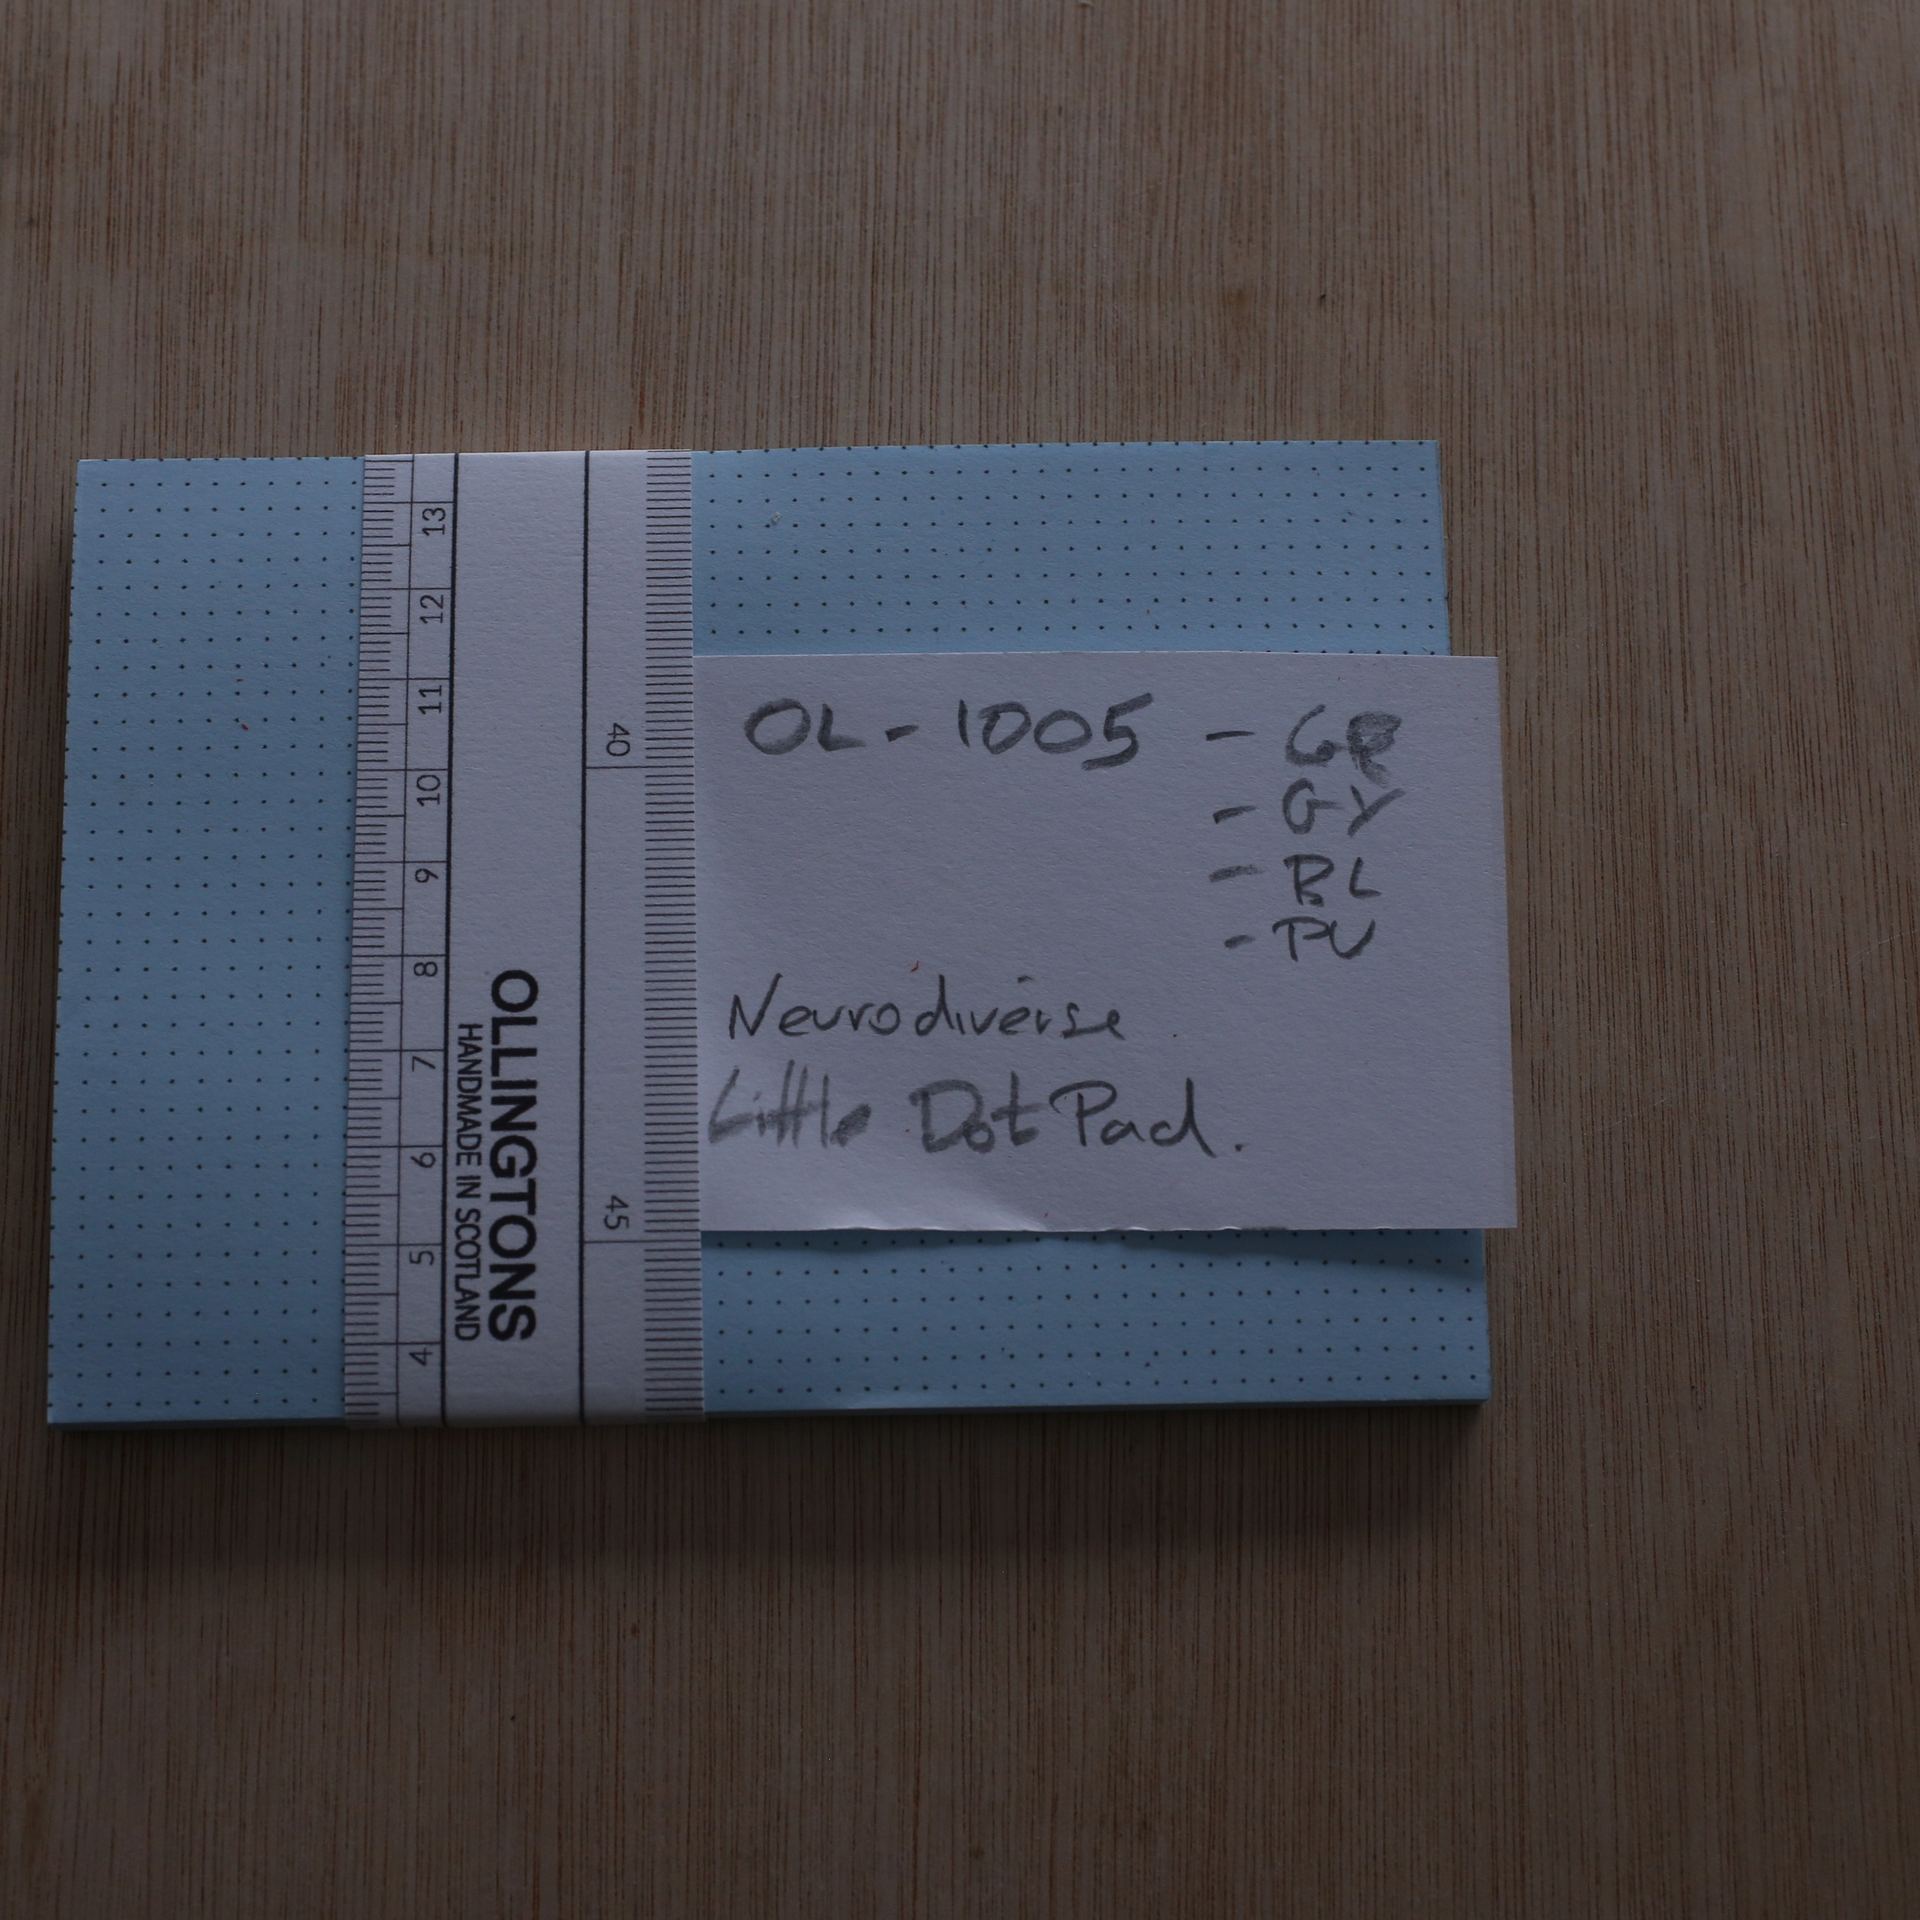 13
12
11
10
9
8
7
6
5
4
OLLINGTONS
HANDMADE IN SCOTLAND
40
45
OL - 1005 - GR
- GY
- BL
- PU
Neurodiverse
Little Dot Pad.